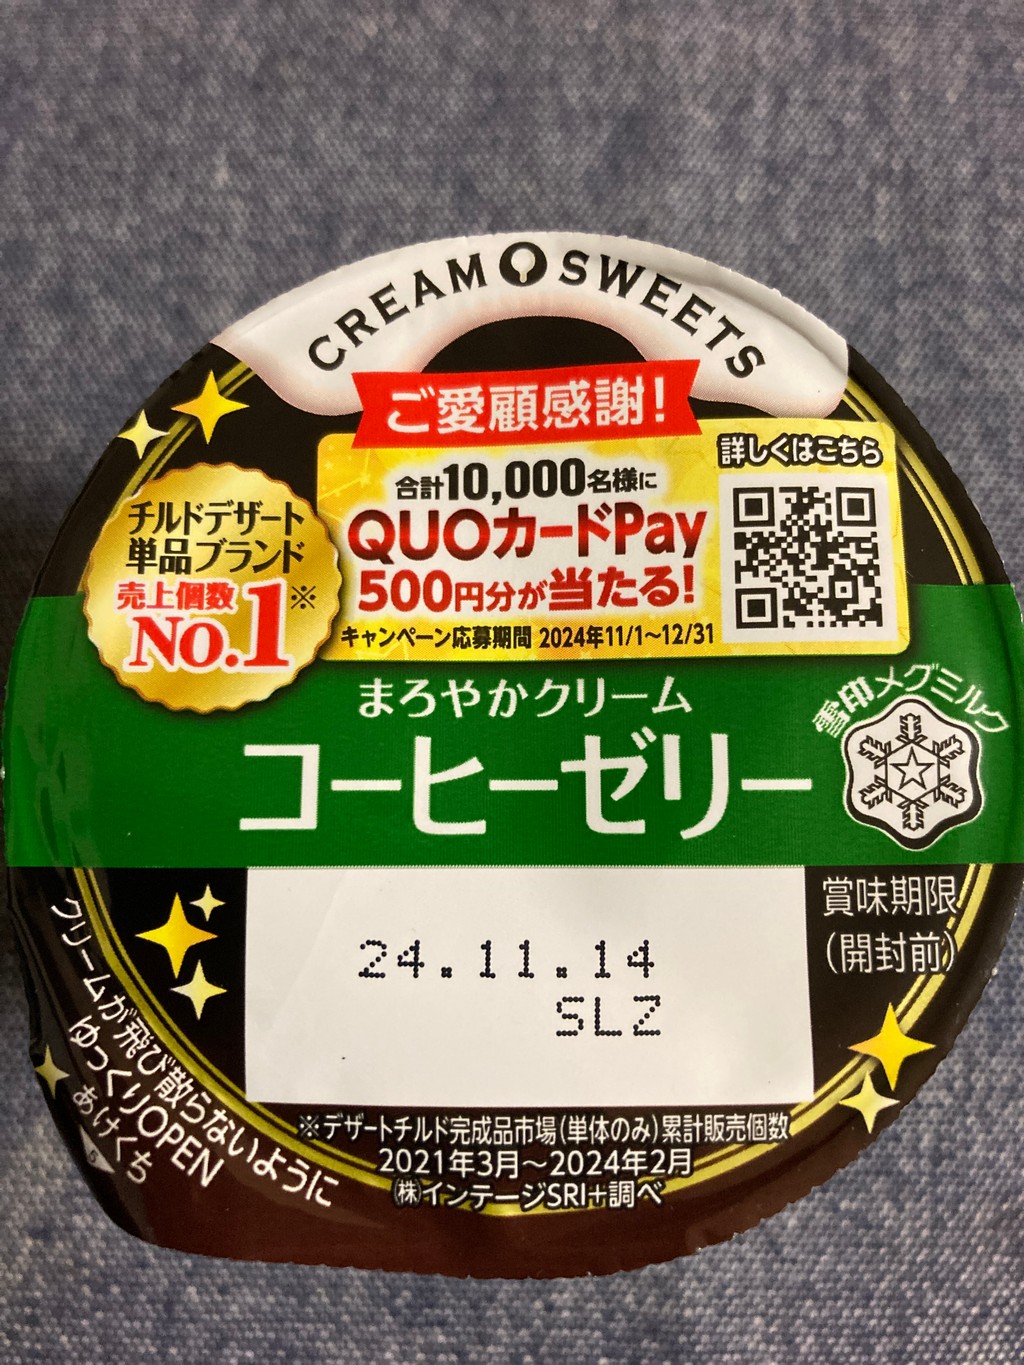 CREAM SWEETS
ご愛顧感謝!
合計10,000名様に
QUOカードPay
500円分が当たる!
キャンペーン応募期間 2024年11/1~12/31
詳しくはこちら
チルドデザート
単品ブランド
売上個数※
No.1
まろやかクリーム
コーヒーゼリー
雪印メグミルク
賞味期限
(開封前)
24.11.14
SLZ
クリームが飛び散らないように
ゆっくりOPEN
あけくち
※デザートチルド完成品市場(単体のみ)累計販売個数
2021年3月~2024年2月
㈱インテージSRI+調べ